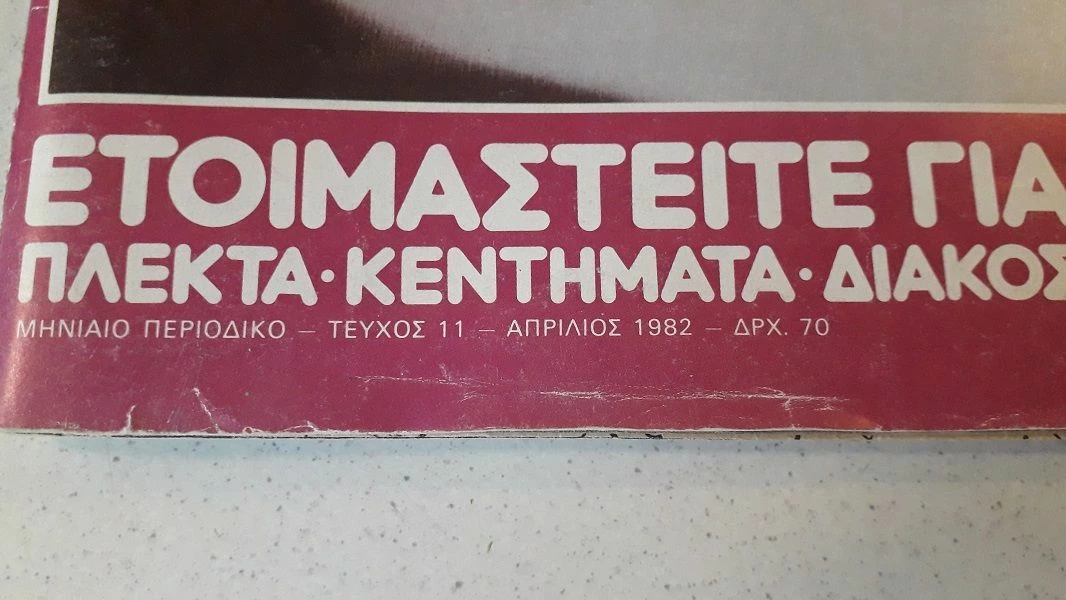 ΕΤΟΙΜΑΣΤΕΙΤΕ ΓΙΑ
ΠΛΕΚΤΑ · ΚΕΝΤΗΜΑΤΑ · ΔΙΑΚΟΣ
ΜΗΝΙΑΙΟ ΠΕΡΙΟΔΙΚΟ – ΤΕΥΧΟΣ 11 – ΑΠΡΙΛΙΟΣ 1982 – ΔΡΧ. 70